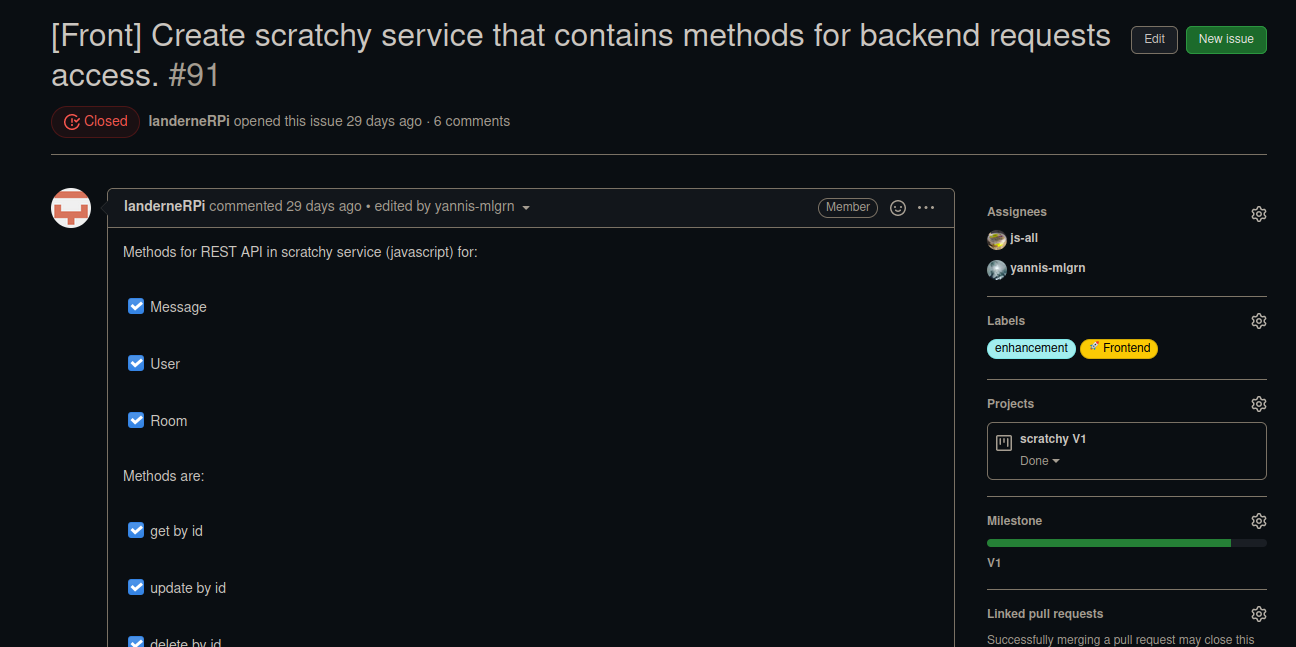 [Front] Create scratchy service that contains methods for backend requests
access. #91
Edit
New issue
Closed
landerneRPi opened this issue 29 days ago · 6 comments
landerneRPi commented 29 days ago • edited by yannis-mlgrn
Member
Methods for REST API in scratchy service (javascript) for:
Message
User
Room
Methods are:
get by id
update by id
delete by id
Assignees
js-all
yannis-mlgrn
Labels
enhancement
Frontend
Projects
scratchy V1
Done
Milestone
V1
Linked pull requests
Successfully merging a pull request may close this